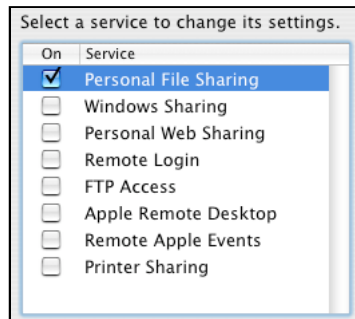 Select a service to change its settings.
On Service
Personal File Sharing
Windows Sharing
Personal Web Sharing
Remote Login
FTP Access
Apple Remote Desktop
Remote Apple Events
Printer Sharing